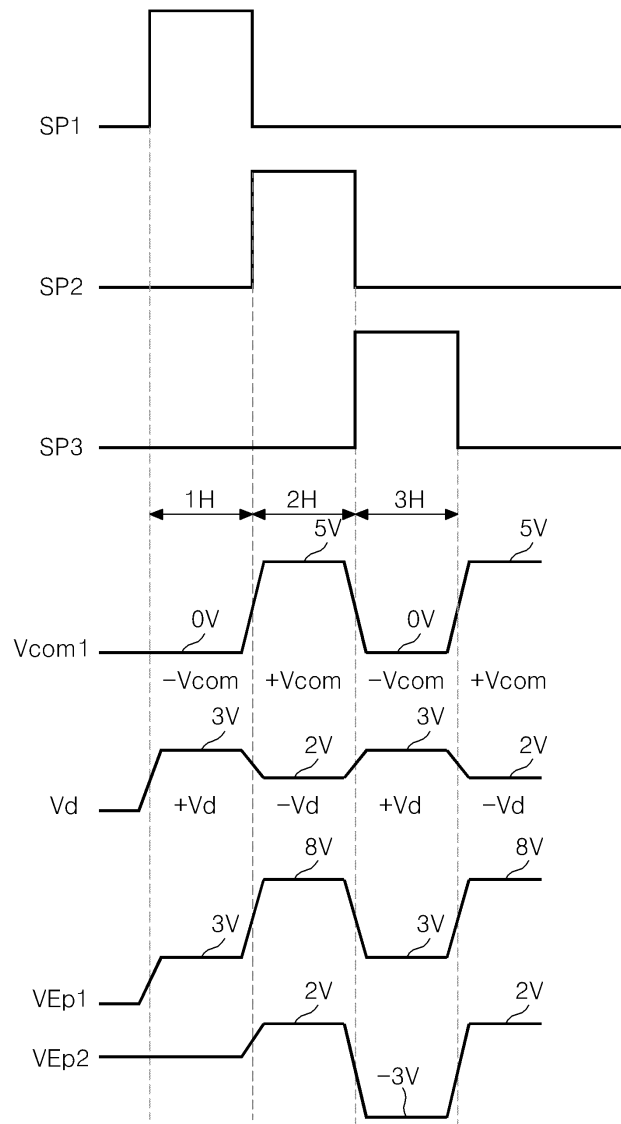 SP1
SP2
SP3
1H 2H 3H
5V 5V
0V 0V
Vcom1
−Vcom +Vcom −Vcom +Vcom
3V 3V
2V 2V
Vd +Vd −Vd +Vd −Vd
8V 8V
3V 3V
VEp1
2V 2V
VEp2
−3V